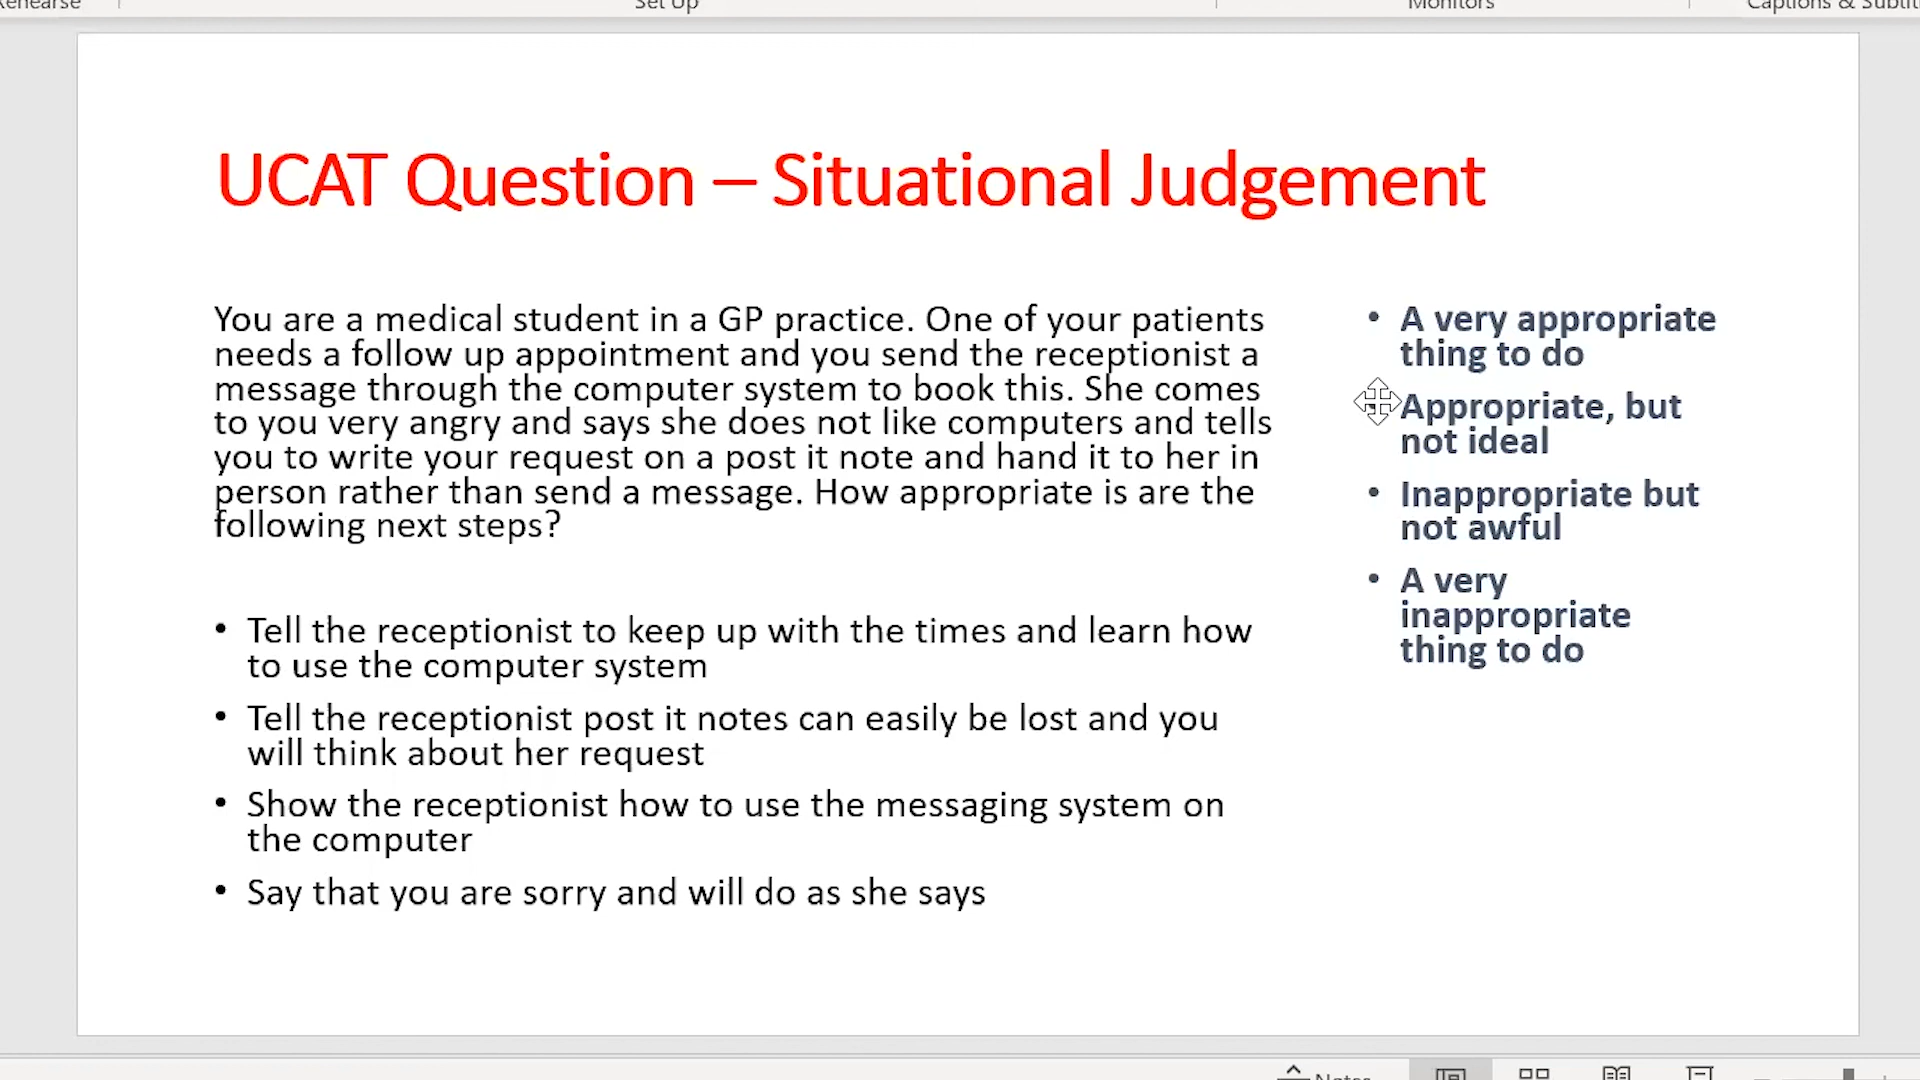 Set Up
Monitors
UCAT Question – Situational Judgement
You are a medical student in a GP practice. One of your patients
needs a follow up appointment and you send the receptionist a
message through the computer system to book this. She comes
to you very angry and says she does not like computers and tells
you to write your request on a post it note and hand it to her in
person rather than send a message. How appropriate is are the
following next steps?
• Tell the receptionist to keep up with the times and learn how
to use the computer system
• Tell the receptionist post it notes can easily be lost and you
will think about her request
• Show the receptionist how to use the messaging system on
the computer
• Say that you are sorry and will do as she says
• A very appropriate
thing to do
Appropriate, but
not ideal
• Inappropriate but
not awful
• A very
inappropriate
thing to do
Notes